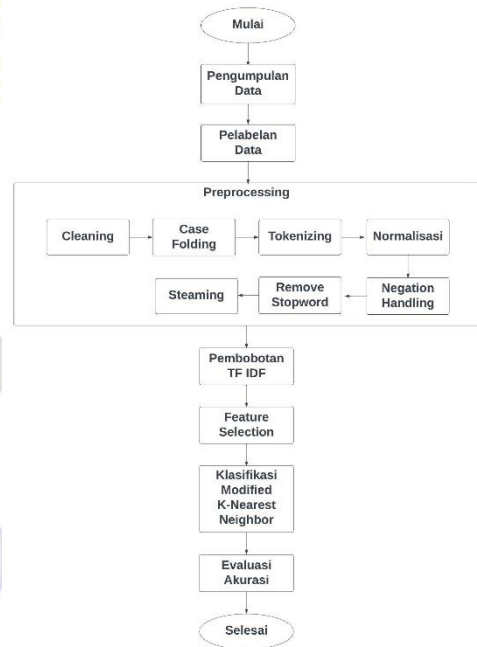 Mulai
Pengumpulan
Data
Pelabelan
Data
Preprocessing
Cleaning
Case
Folding
Tokenizing
Normalisasi
Negation
Handling
Remove
Stopword
Steaming
Pembobotan
TF IDF
Feature
Selection
Klasifikasi
Modified
K-Nearest
Neighbor
Evaluasi
Akurasi
Selesai